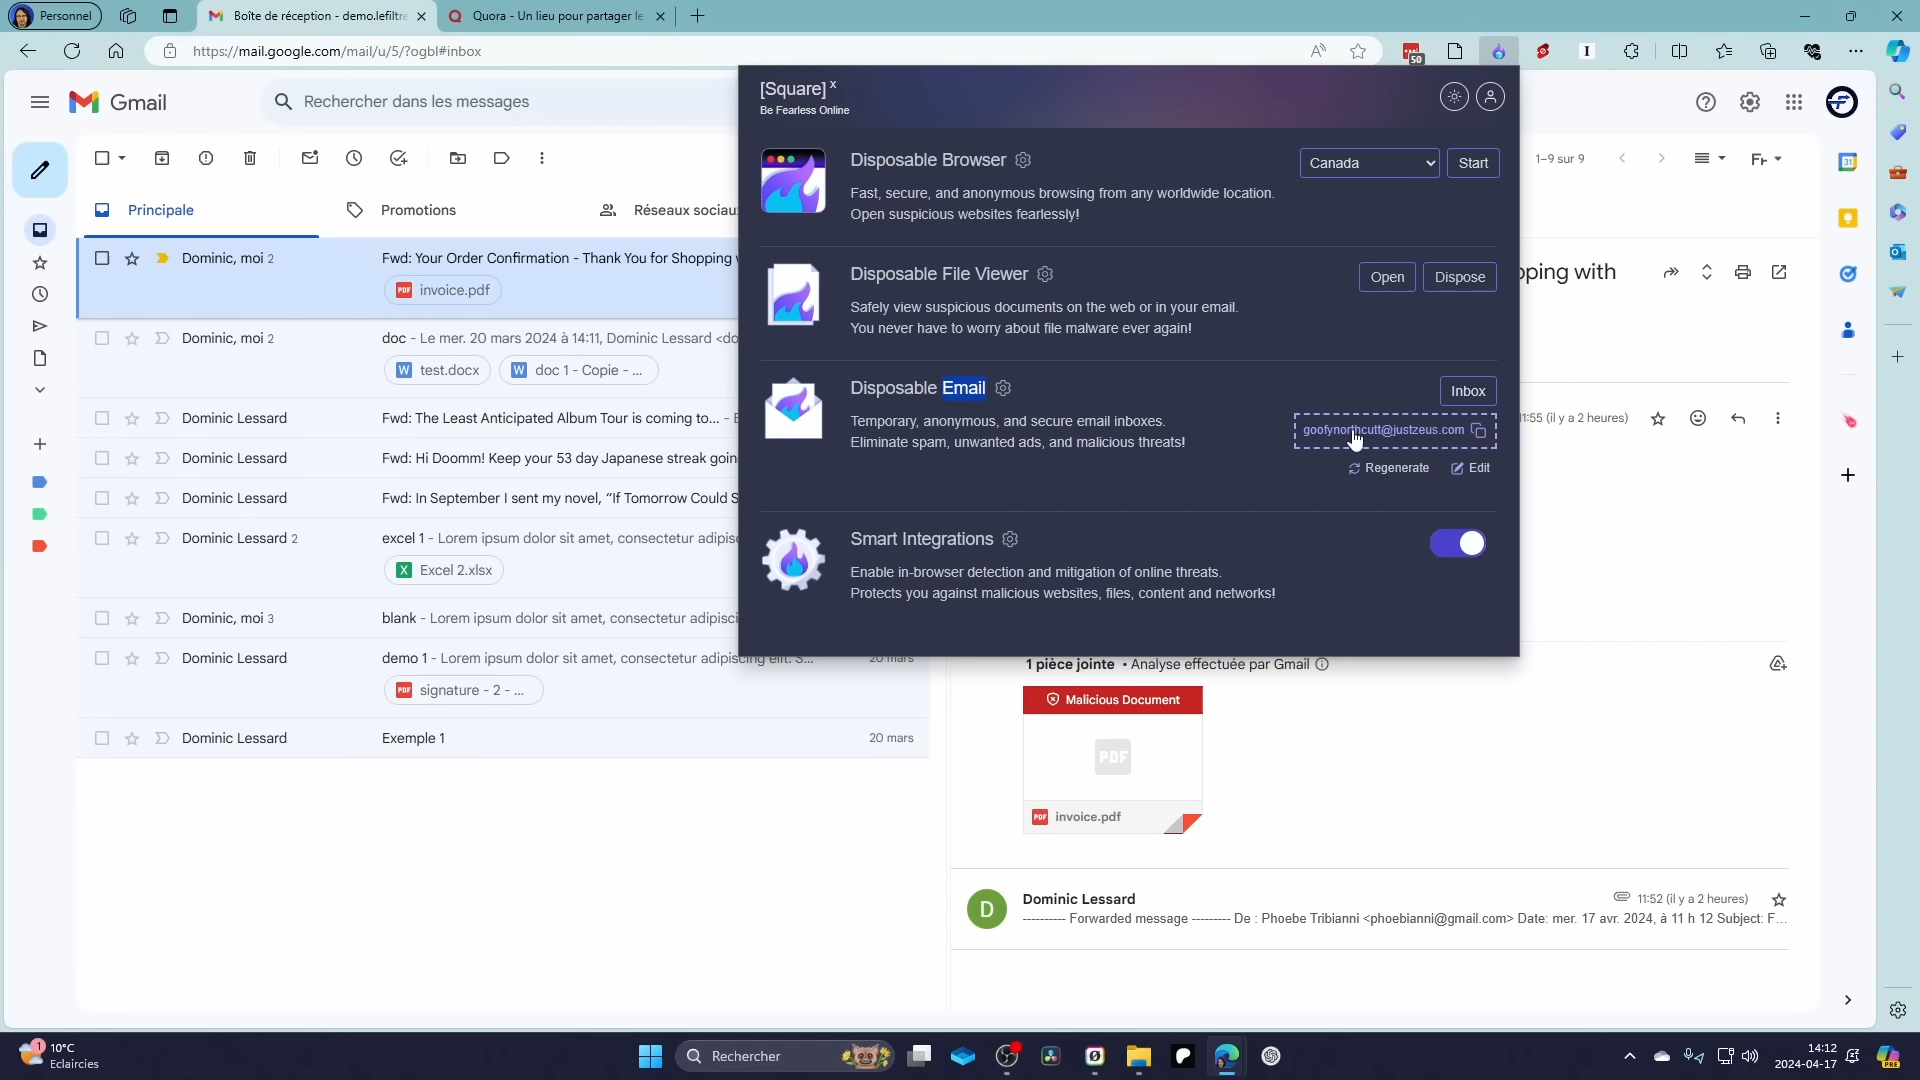 Personnel
Boîte de réception - demo.lefiltre
Quora - Un lieu pour partager le
https://mail.google.com/mail/u/5/?ogbl#inbox
50
Gmail
Rechercher dans les messages
[Square] x
Be Fearless Online
Disposable Browser
Canada
Start
Fast, secure, and anonymous browsing from any worldwide location.
Open suspicious websites fearlessly!
Disposable File Viewer
Open
Dispose
Safely view suspicious documents on the web or in your email.
You never have to worry about file malware ever again!
Disposable Email
Inbox
Temporary, anonymous, and secure email inboxes.
Eliminate spam, unwanted ads, and malicious threats!
goofynorthcutt@justzeus.com
Regenerate
Edit
Smart Integrations
Enable in-browser detection and mitigation of online threats.
Protects you against malicious websites, files, content and networks!
1–9 sur 9
Fr
Principale
Promotions
Réseaux sociau
Dominic, moi 2
Fwd: Your Order Confirmation - Thank You for Shopping
PDF invoice.pdf
Dominic, moi 2
doc - Le mer. 20 mars 2024 à 14:11, Dominic Lessard <do
W test.docx
W doc 1 - Copie - ...
Dominic Lessard
Fwd: The Least Anticipated Album Tour is coming to... -
Dominic Lessard
Fwd: Hi Doomm! Keep your 53 day Japanese streak goin
Dominic Lessard
Fwd: In September I sent my novel, “If Tomorrow Could S
Dominic Lessard 2
excel 1 - Lorem ipsum dolor sit amet, consectetur adipis
X Excel 2.xlsx
Dominic, moi 3
blank - Lorem ipsum dolor sit amet, consectetur adipisci
Dominic Lessard
demo 1 - Lorem ipsum dolor sit amet, consectetur adipiscing elit. S...
20 mars
PDF signature - 2 - ...
Dominic Lessard
Exemple 1
20 mars
pping with
11:55 (il y a 2 heures)
1 pièce jointe • Analyse effectuée par Gmail
Malicious Document
PDF
PDF invoice.pdf
D
Dominic Lessard
11:52 (il y a 2 heures)
---------- Forwarded message --------- De : Phoebe Tribianni <phoebianni@gmail.com> Date: mer. 17 avr. 2024, à 11 h 12 Subject: F...
31
1
10°C
Eclaircies
Rechercher
14:12
2024-04-17
PRE